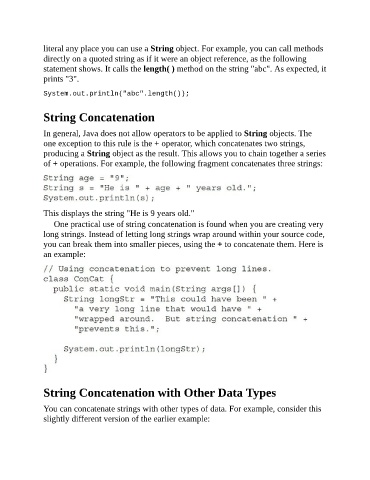 literal any place you can use a String object. For example, you can call methods
directly on a quoted string as if it were an object reference, as the following
statement shows. It calls the length( ) method on the string "abc". As expected, it
prints "3".
System.out.println("abc".length());
String Concatenation
In general, Java does not allow operators to be applied to String objects. The
one exception to this rule is the + operator, which concatenates two strings,
producing a String object as the result. This allows you to chain together a series
of + operations. For example, the following fragment concatenates three strings:
String age = "9";
String s = "He is " + age + " years old.";
System.out.println(s);
This displays the string "He is 9 years old."
One practical use of string concatenation is found when you are creating very
long strings. Instead of letting long strings wrap around within your source code,
you can break them into smaller pieces, using the + to concatenate them. Here is
an example:
// Using concatenation to prevent long lines.
class ConCat {
public static void main(String args[]) {
String longStr = "This could have been " +
"a very long line that would have " +
"wrapped around.  But string concatenation " +
"prevents this.";
System.out.println(longStr);
}
}
String Concatenation with Other Data Types
You can concatenate strings with other types of data. For example, consider this
slightly different version of the earlier example: